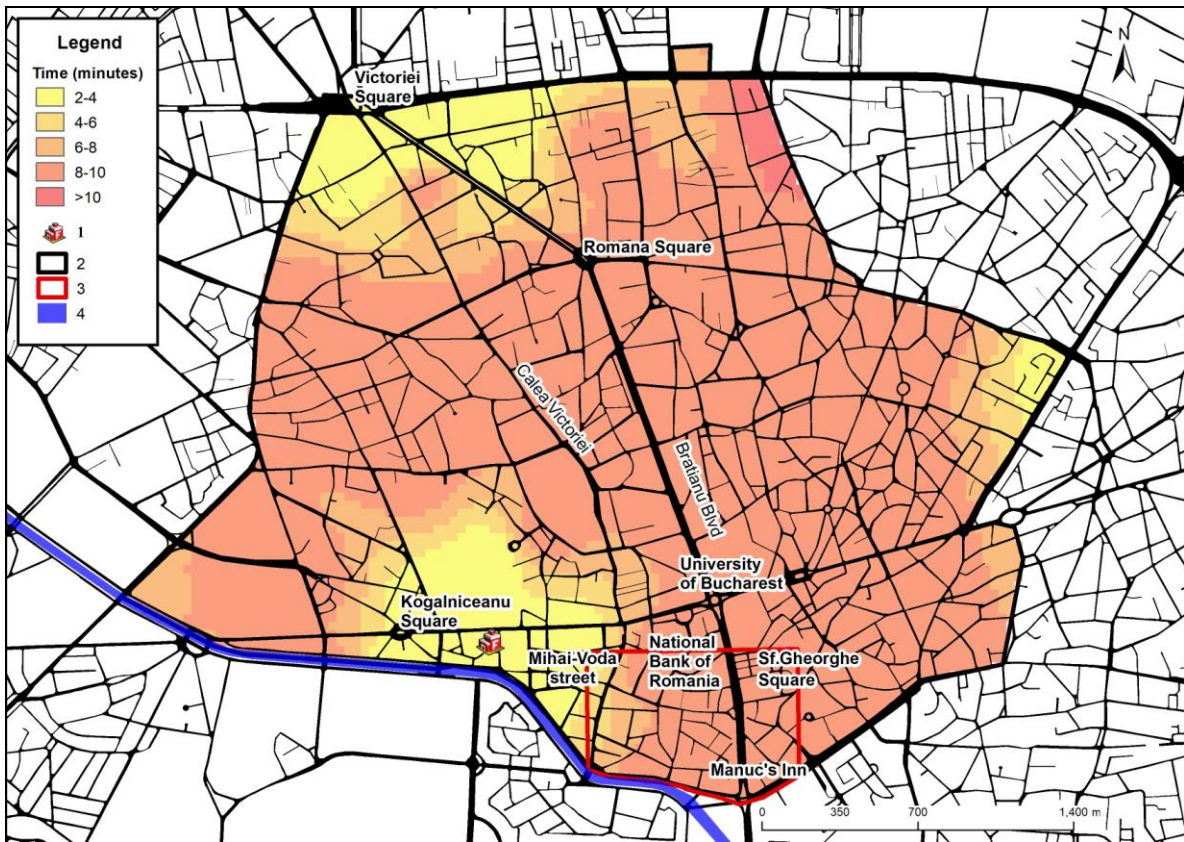 Legend
Time (minutes)
2-4
4-6
6-8
8-10
>10
1
2
3
4
N
Victoriei
Square
Romana Square
Calea Victoriei
Bratianu Blvd
University
of Bucharest
Kogalniceanu
Square
Mihai-Voda
street
National
Bank of
Romania
Sf.Gheorghe
Square
Manuc's Inn
0 350 700 1,400 m